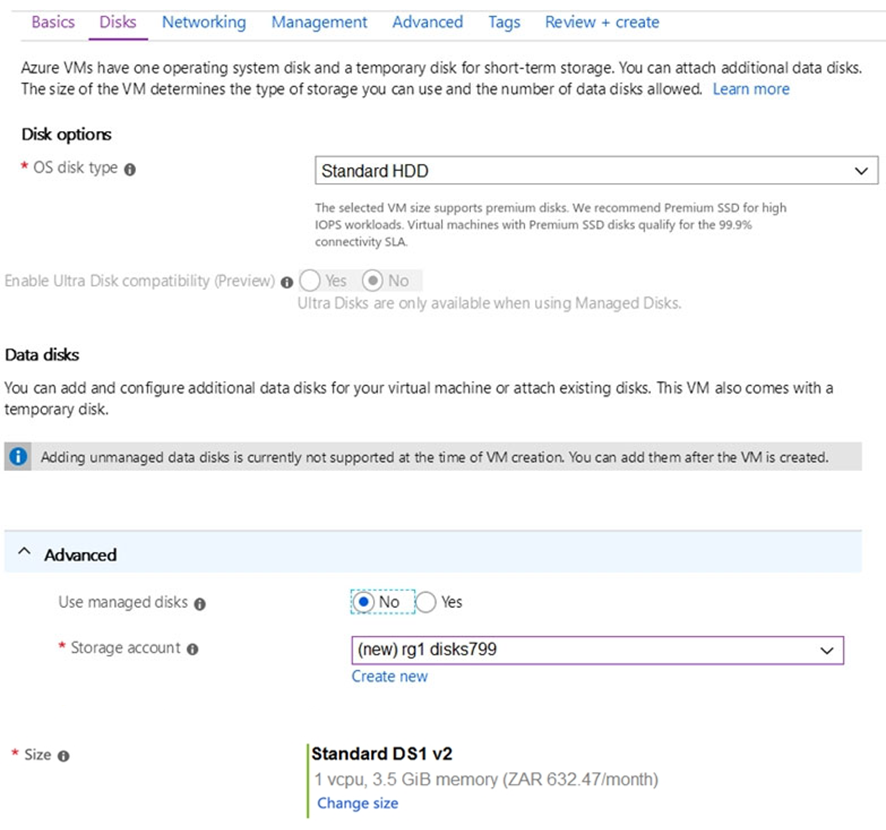 Basics Disks Networking Management Advanced Tags Review + create
Azure VMs have one operating system disk and a temporary disk for short-term storage. You can attach additional data disks.
The size of the VM determines the type of storage you can use and the number of data disks allowed. Learn more
Disk options
* OS disk type
Standard HDD
The selected VM size supports premium disks. We recommend Premium SSD for high
IOPS workloads. Virtual machines with Premium SSD disks qualify for the 99.9%
connectivity SLA.
Enable Ultra Disk compatibility (Preview) Yes No
Ultra Disks are only available when using Managed Disks.
Data disks
You can add and configure additional data disks for your virtual machine or attach existing disks. This VM also comes with a
temporary disk.
Adding unmanaged data disks is currently not supported at the time of VM creation. You can add them after the VM is created.
Advanced
Use managed disks No Yes
* Storage account (new) rg1 disks799
Create new
* Size Standard DS1 v2
1 vcpu, 3.5 GiB memory (ZAR 632.47/month)
Change size